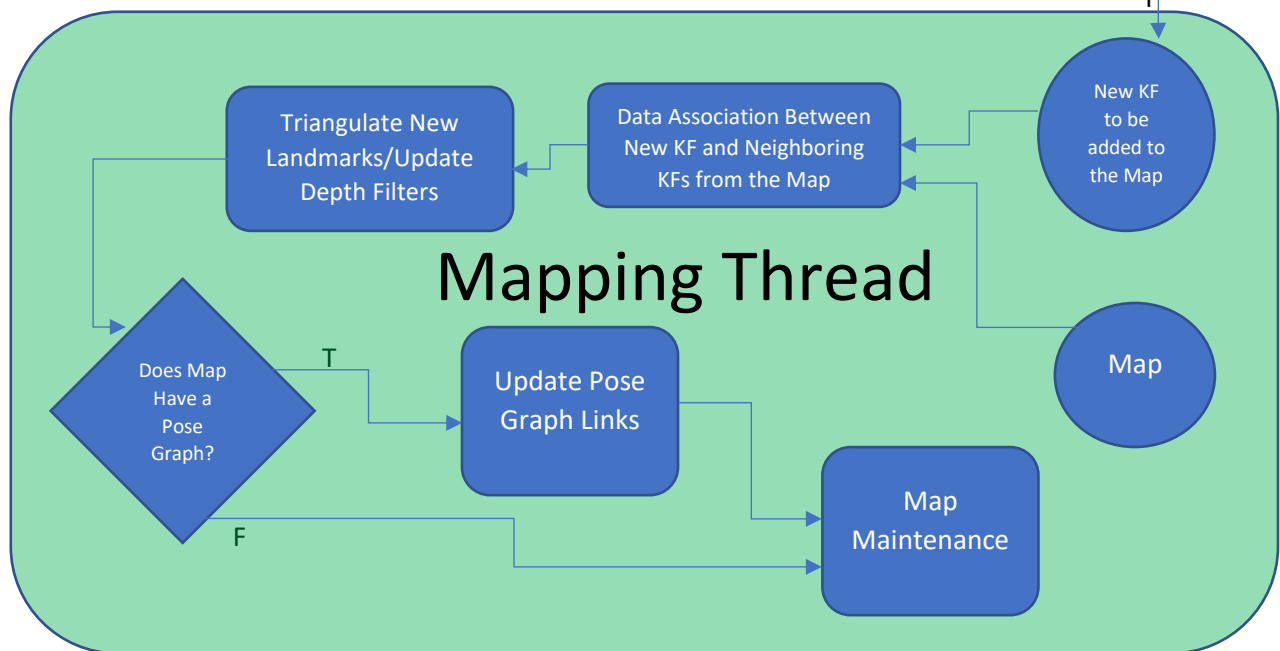 New KF
to be
added to
the Map
Data Association Between
New KF and Neighboring
KFs from the Map
Triangulate New
Landmarks/Update
Depth Filters
Mapping Thread
Map
Does Map
Have a
Pose
Graph?
T
Update Pose
Graph Links
F
Map
Maintenance